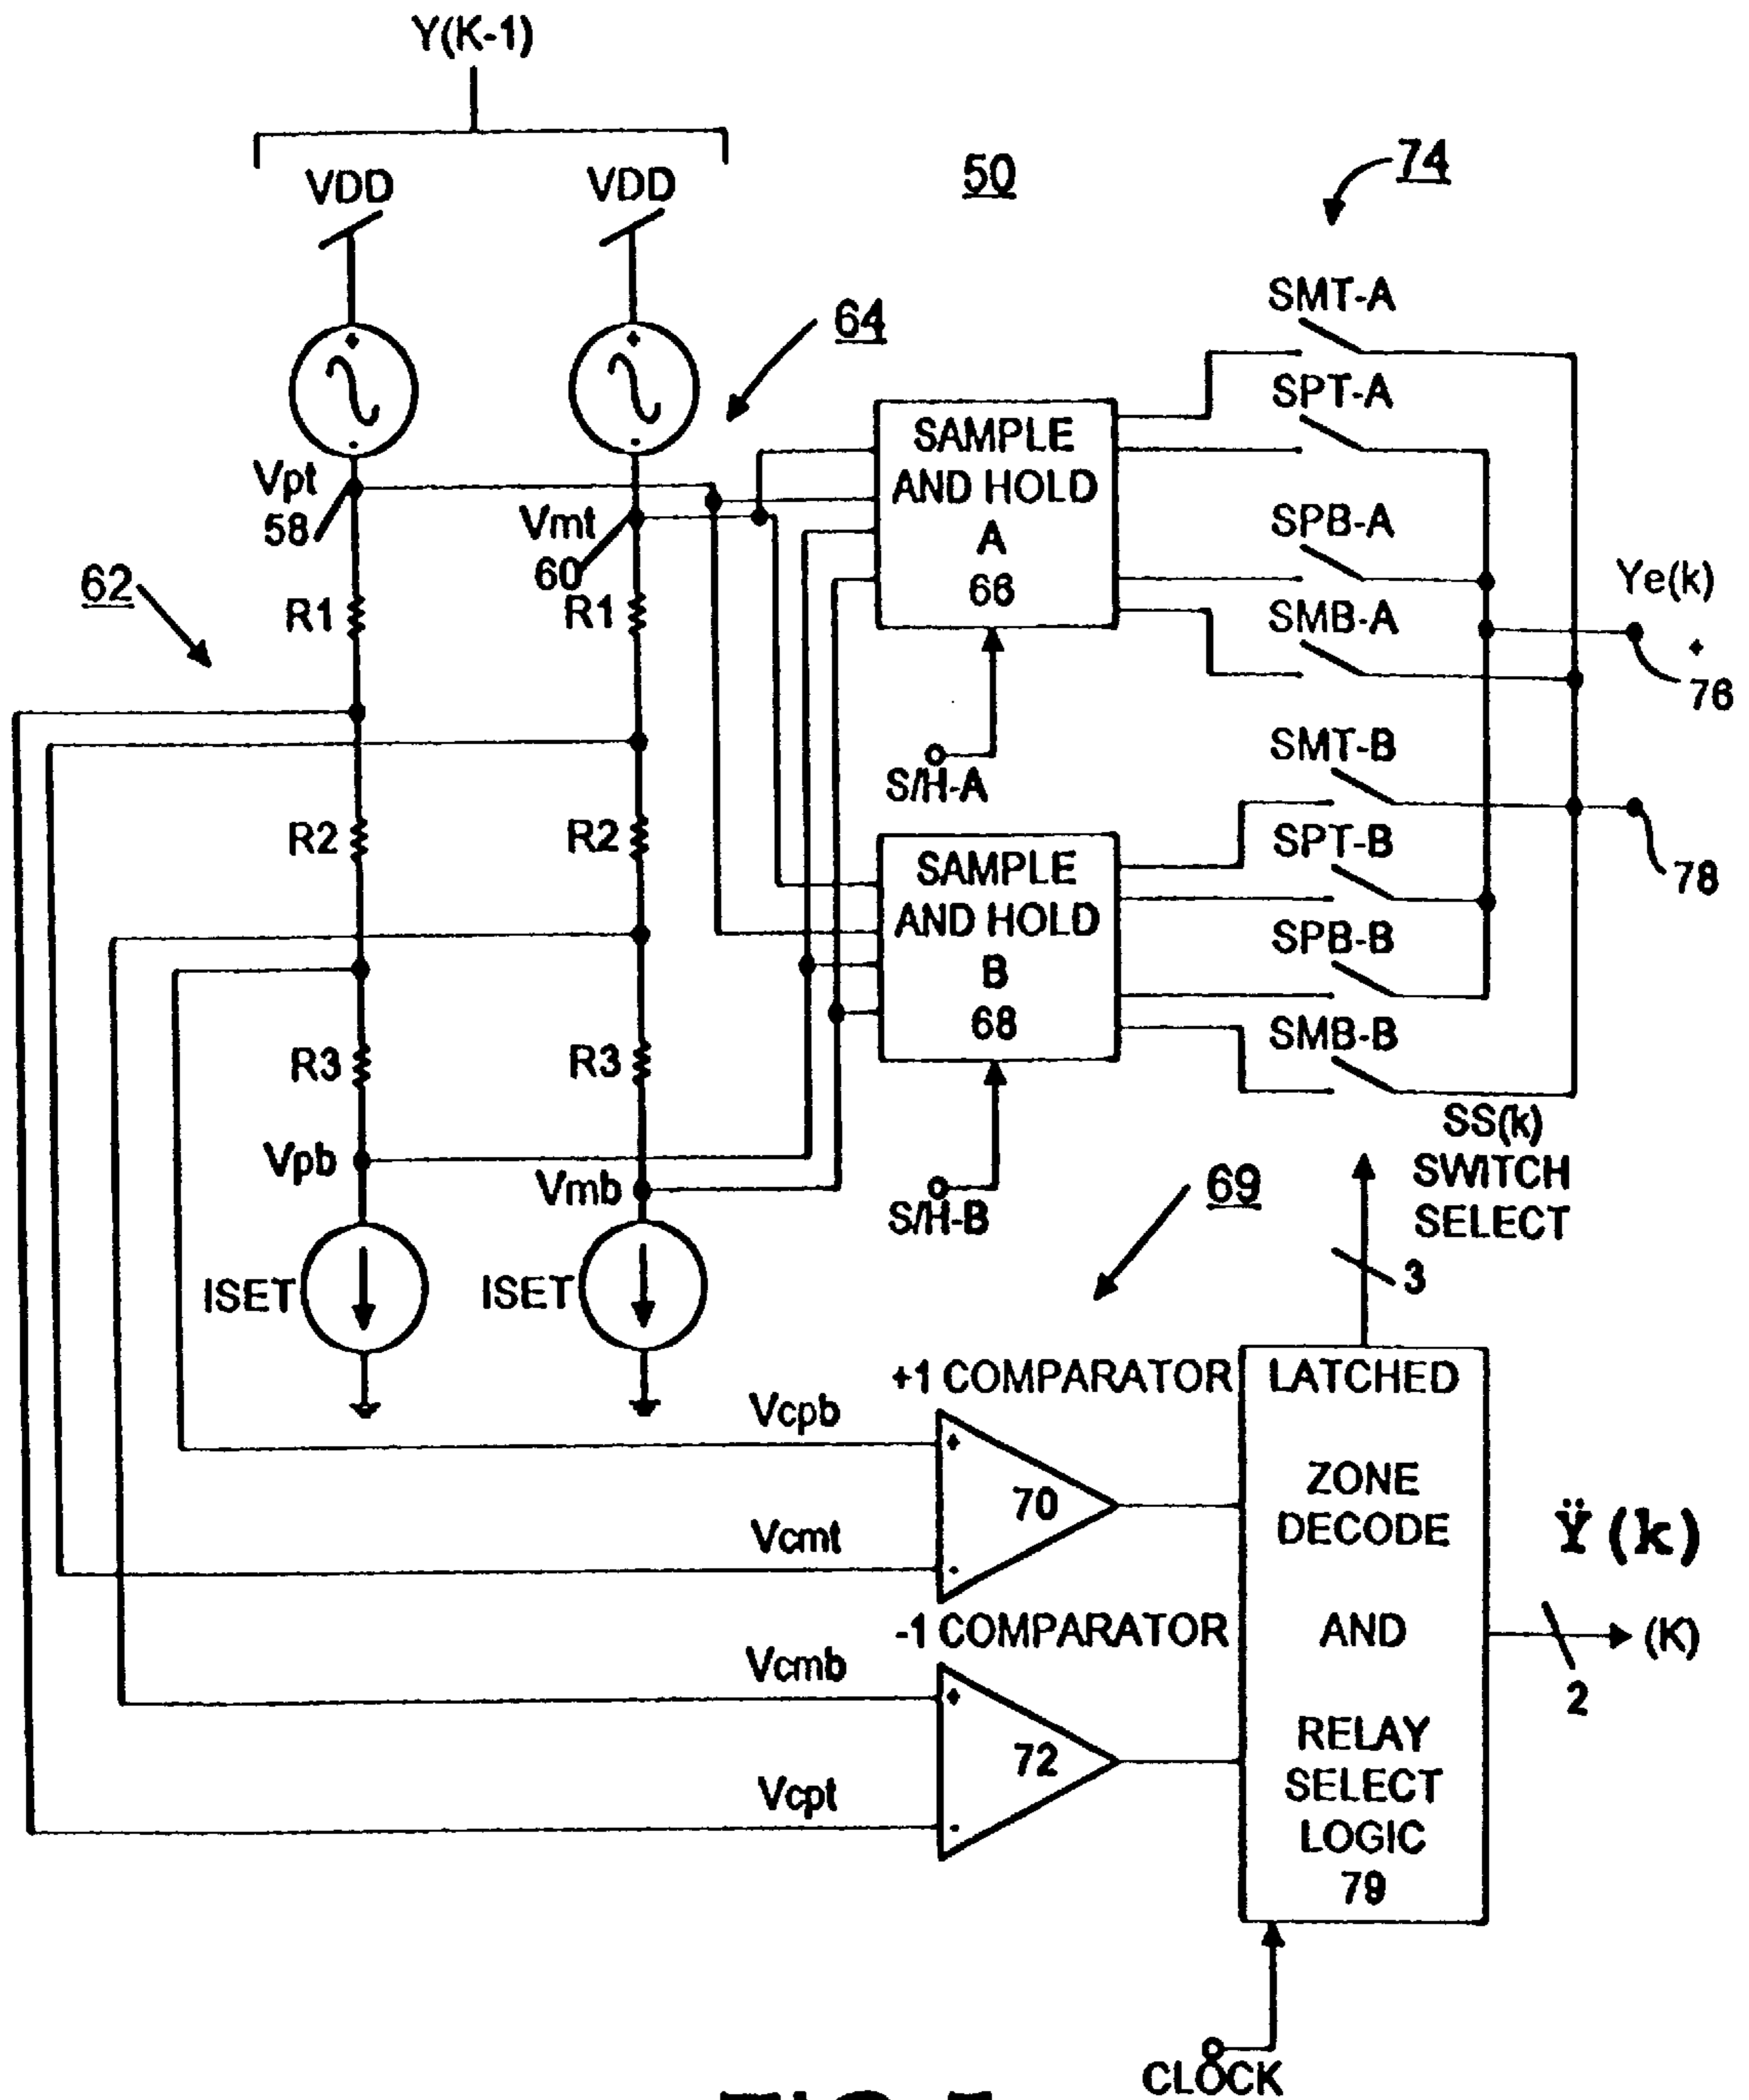 Y(K-1)
VDD
VDD
50
74
64
SMT-A
SPT-A
SPB-A
SMB-A
+
-
+
-
Vpt
58
Vmt
60
SAMPLE
AND HOLD
A
66
Ye(k)
+
76
62
R1
R1
S/H-A
SMT-B
SPT-B
SPB-B
SMB-B
78
R2
R2
SAMPLE
AND HOLD
B
68
R3
R3
Vpb
Vmb
S/H-B
69
SS(k)
SWITCH
SELECT
3
ISET
ISET
+1 COMPARATOR
Vcpb
+
70
Vcmt
-
-1 COMPARATOR
Vcmb
+
72
Vcpt
-
LATCHED
ZONE
DECODE
AND
RELAY
SELECT
LOGIC
79
Ÿ (k)
(K)
2
CLOCK